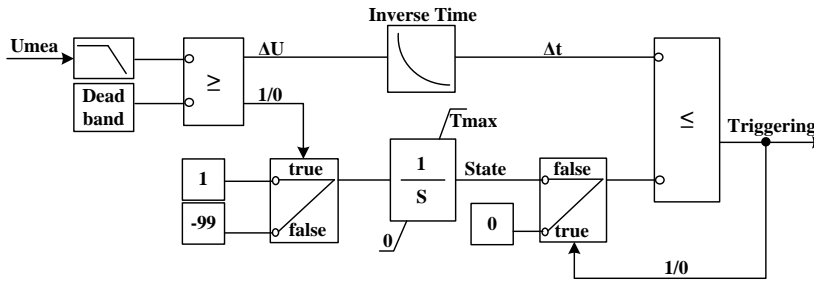 Inverse Time
Umea
ΔU
Δt
Dead
band
≥
≤
1/0
Tmax
Triggering
1
true
1
S
State
false
-99
false
0
0
true
1/0